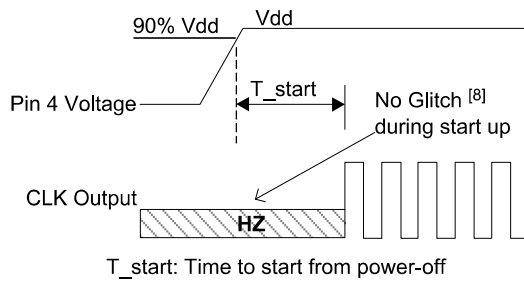 90% Vdd
Vdd
Pin 4 Voltage
T_start
No Glitch [8]
during start up
CLK Output
HZ
T_start: Time to start from power-off